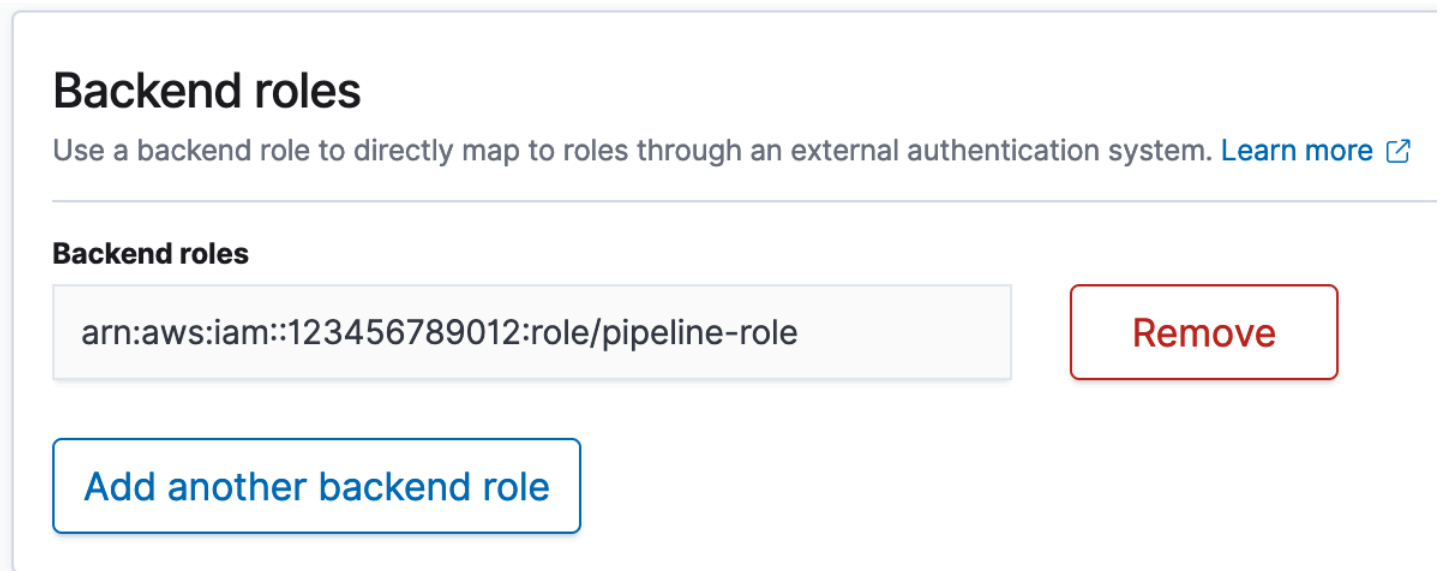 Backend roles
Use a backend role to directly map to roles through an external authentication system. Learn more
Backend roles
arn:aws:iam::123456789012:role/pipeline-role
Remove
Add another backend role